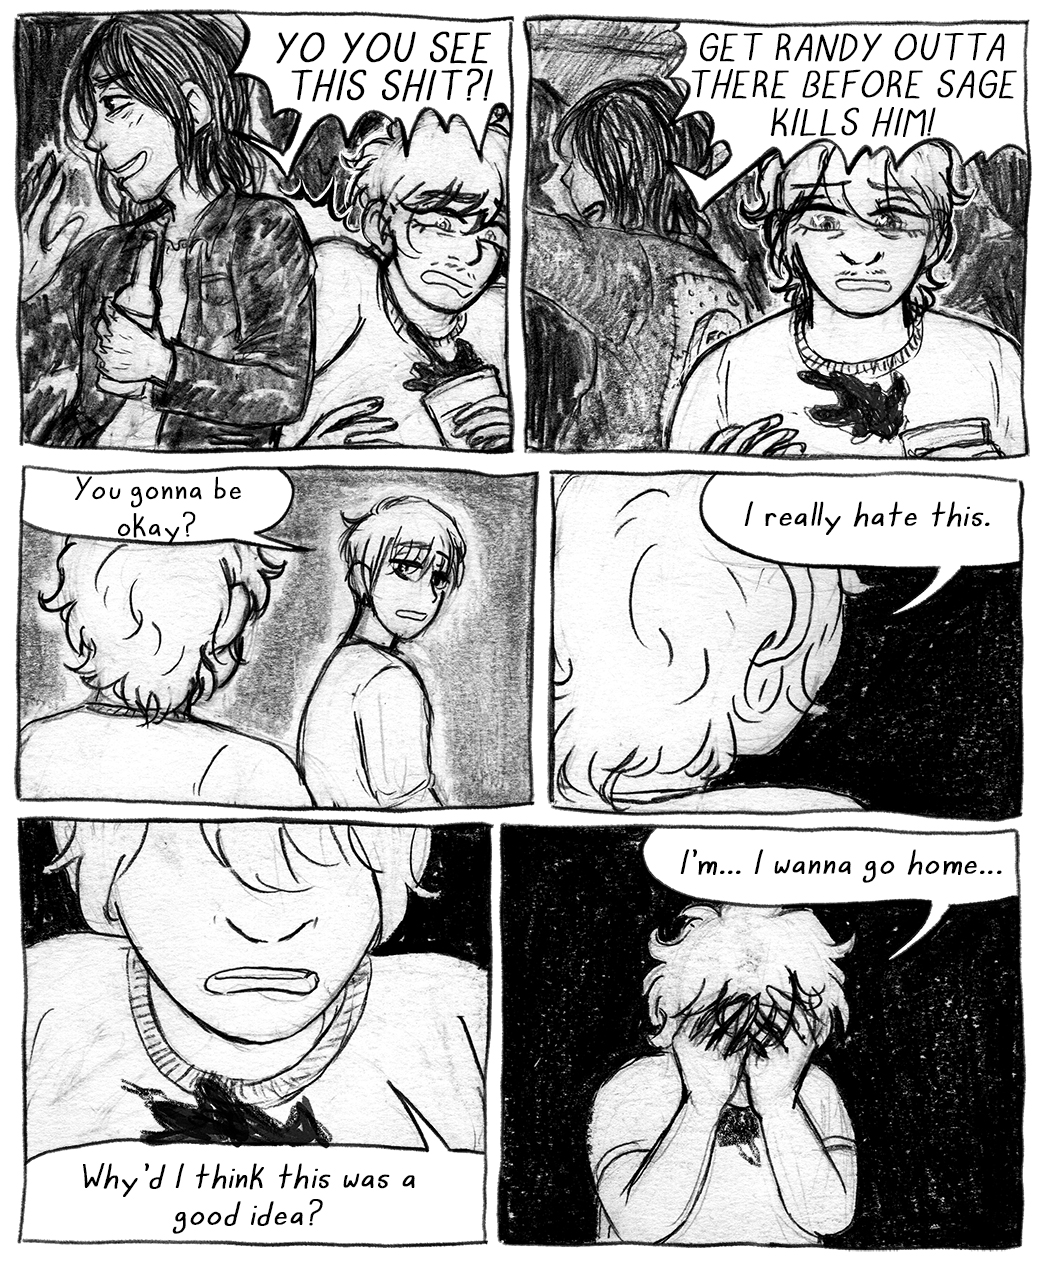 YO YOU SEE
THIS SHIT?!
GET RANDY OUTTA
THERE BEFORE SAGE
KILLS HIM!
You gonna be
okay?
I really hate this.
Why'd I think this was a
good idea?
I'm... I wanna go home...